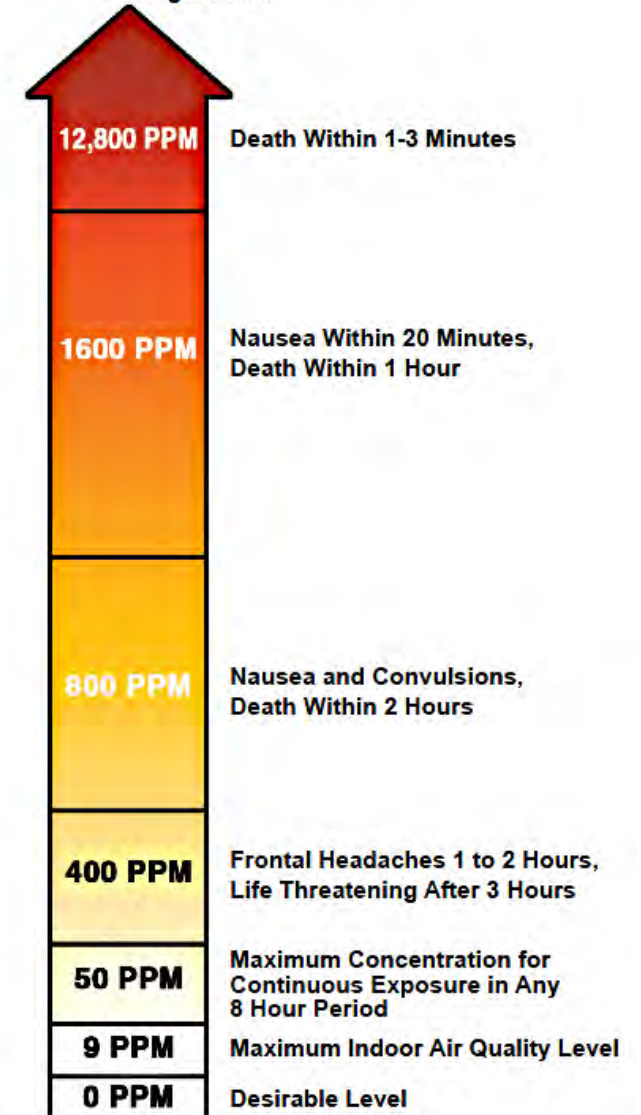 12,800 PPM Death Within 1-3 Minutes
1600 PPM Nausea Within 20 Minutes,
Death Within 1 Hour
800 PPM Nausea and Convulsions,
Death Within 2 Hours
400 PPM Frontal Headaches 1 to 2 Hours,
Life Threatening After 3 Hours
50 PPM Maximum Concentration for
Continuous Exposure in Any
8 Hour Period
9 PPM Maximum Indoor Air Quality Level
0 PPM Desirable Level